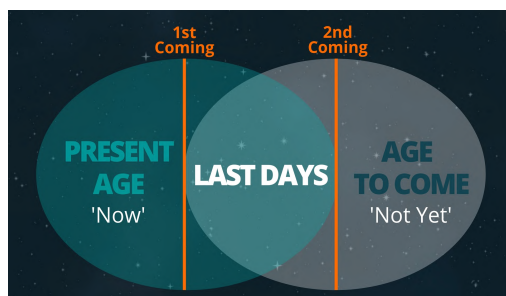 1st
Coming
2nd
Coming
PRESENT
AGE
'Now'
LAST DAYS
AGE
TO COME
'Not Yet'